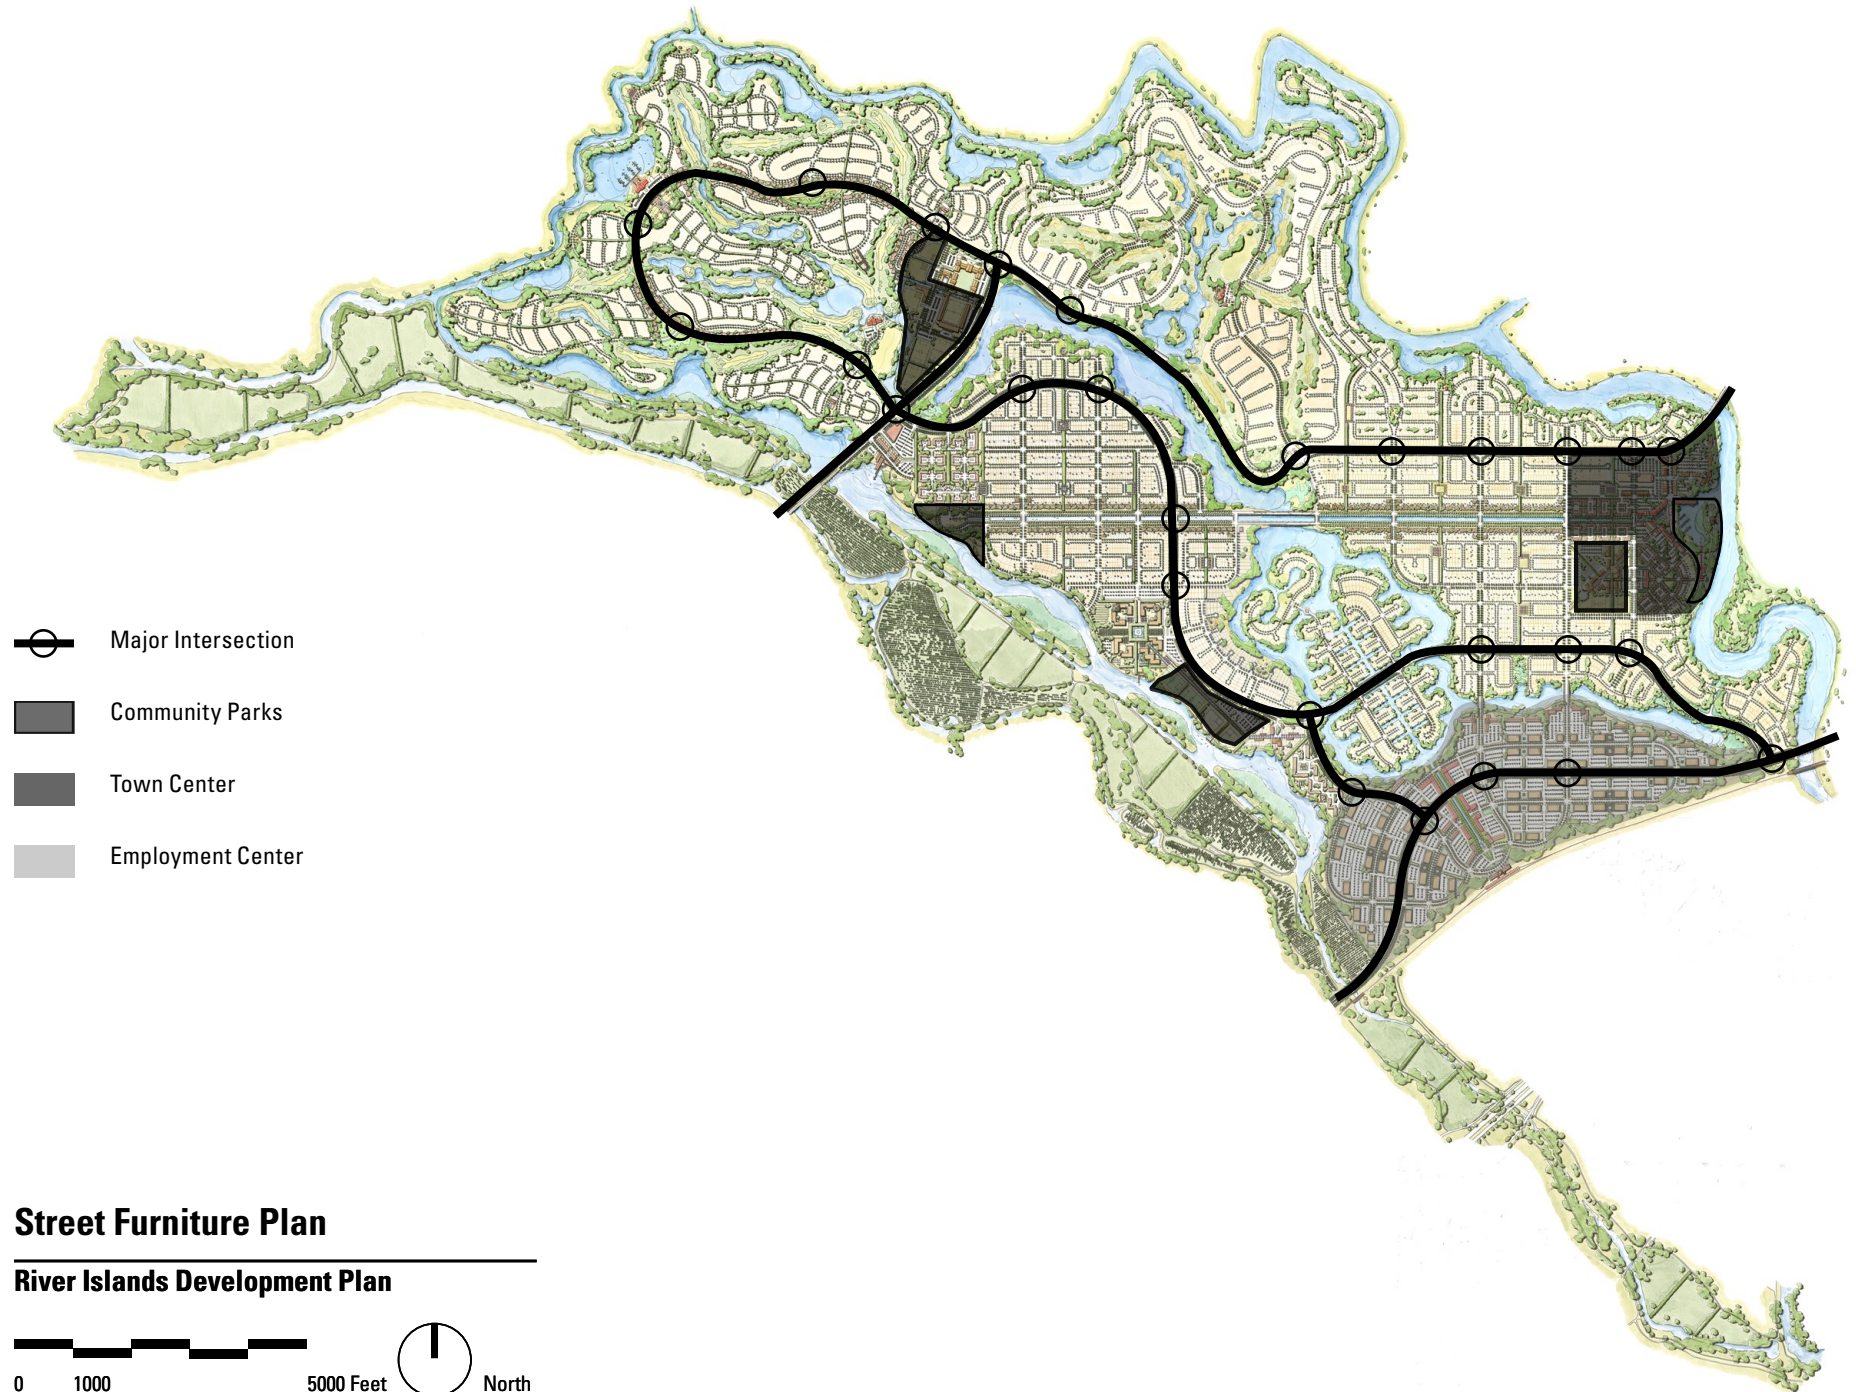 Major Intersection
Community Parks
Town Center
Employment Center
Street Furniture Plan
River Islands Development Plan
0 1000 5000 Feet North